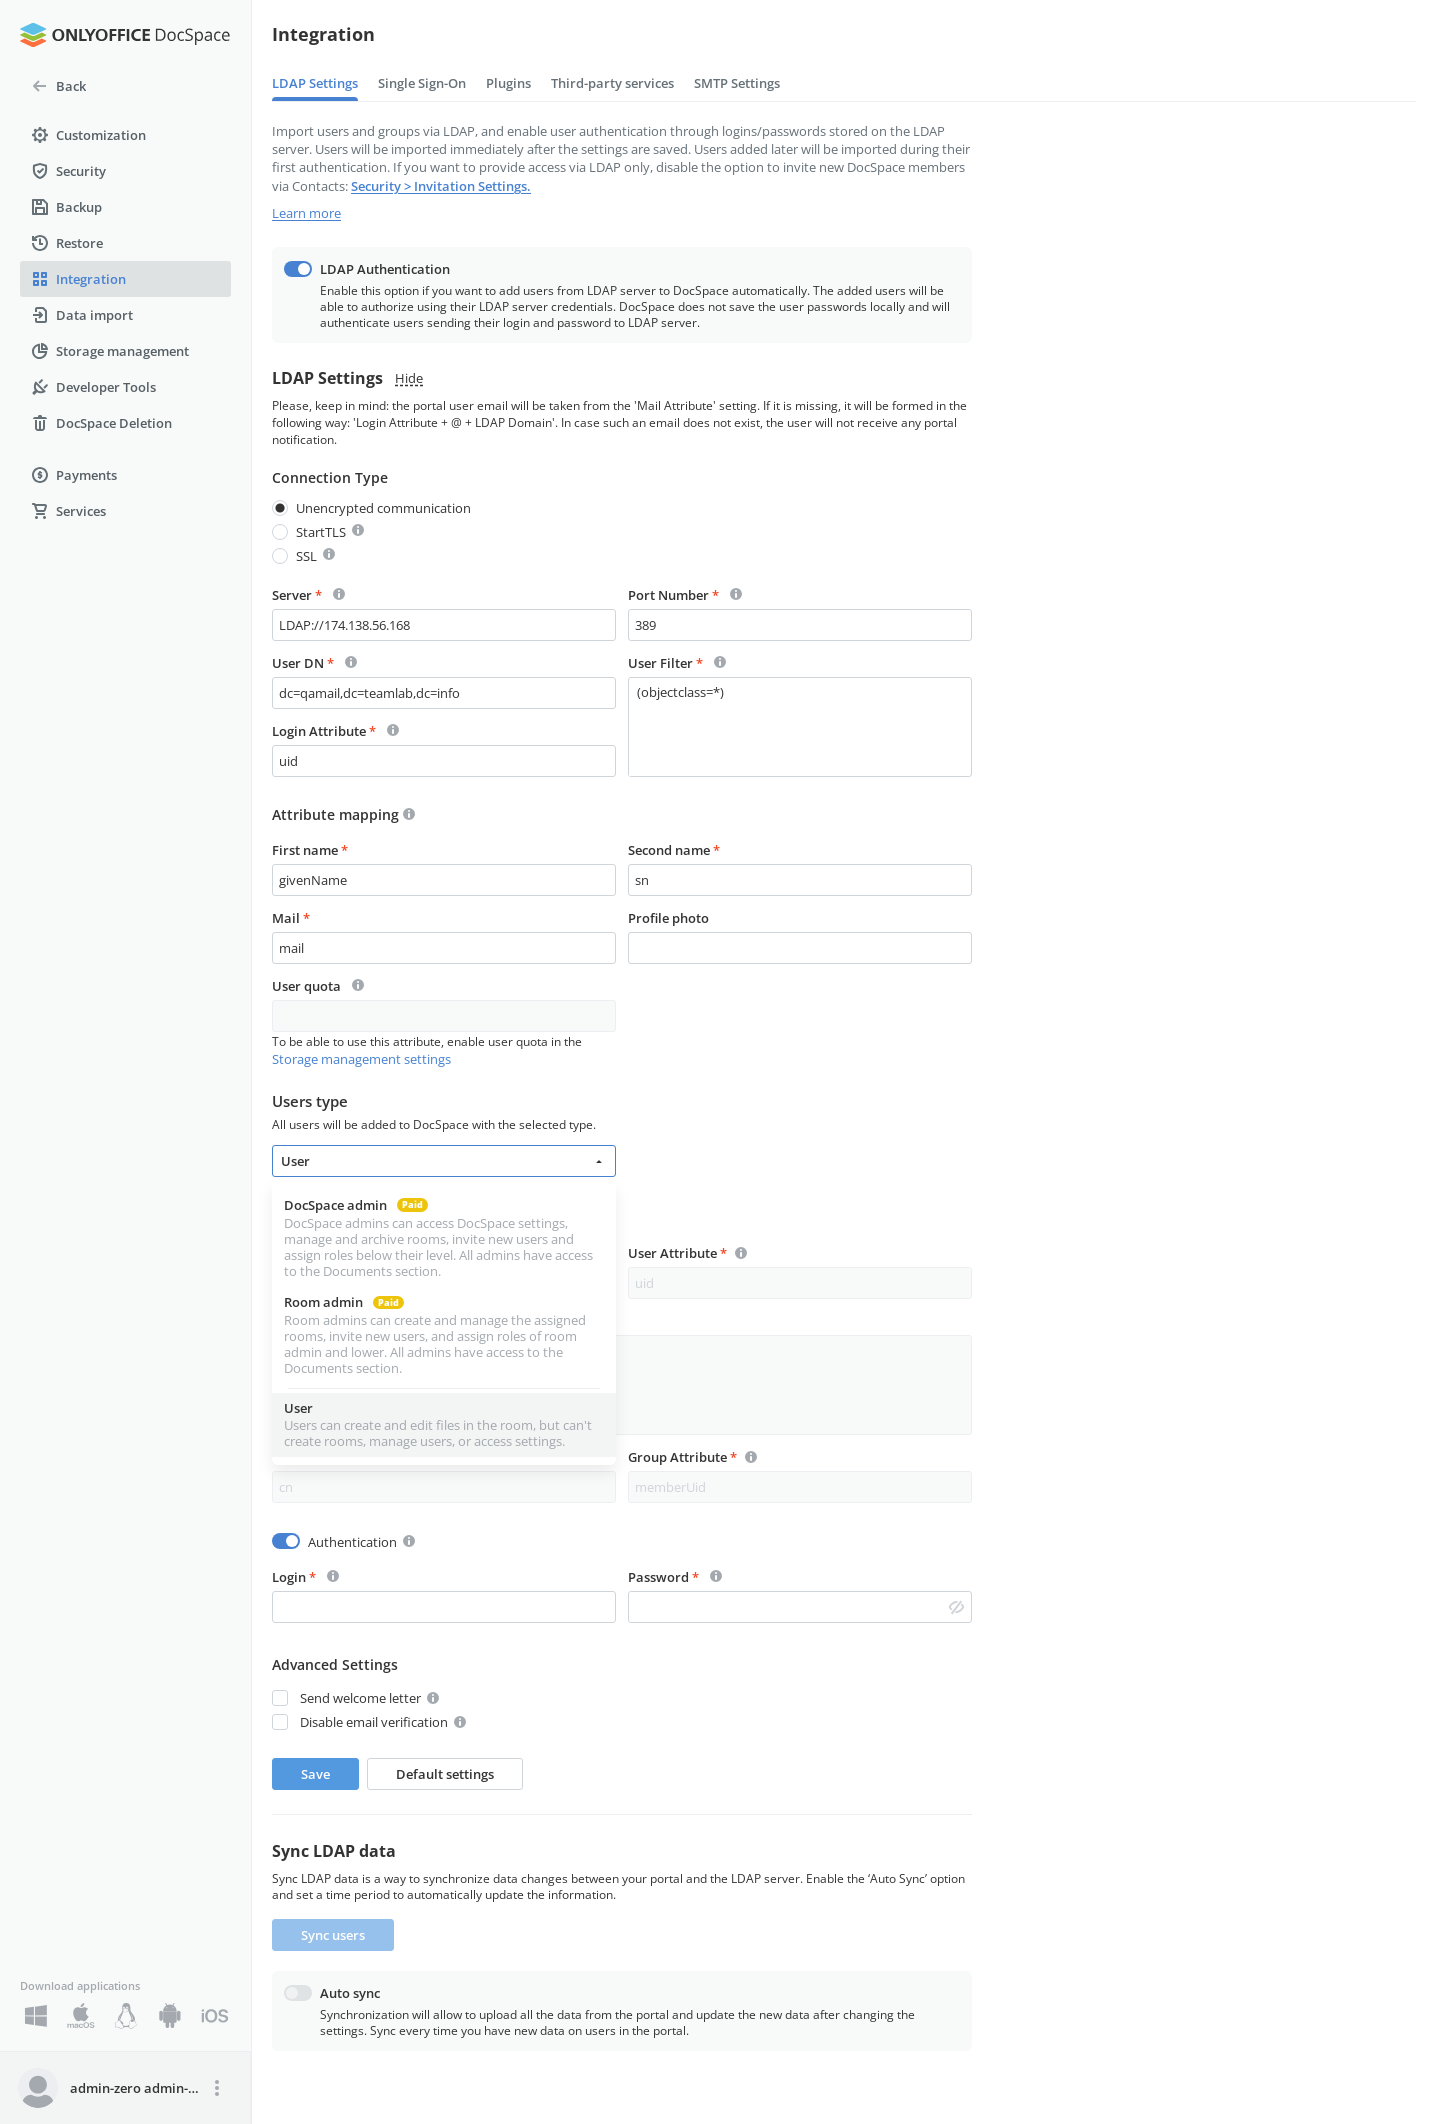 ONLYOFFICE DocSpace
Back
Customization
Security
Backup
Restore
Integration
Data import
Storage management
Developer Tools
DocSpace Deletion
Payments
Services
Download applications
macOS
iOS
admin-zero admin-...
Integration
LDAP Settings Single Sign-On Plugins Third-party services SMTP Settings
Import users and groups via LDAP, and enable user authentication through logins/passwords stored on the LDAP
server. Users will be imported immediately after the settings are saved. Users added later will be imported during their
first authentication. If you want to provide access via LDAP only, disable the option to invite new DocSpace members
via Contacts: Security > Invitation Settings.
Learn more
LDAP Authentication
Enable this option if you want to add users from LDAP server to DocSpace automatically. The added users will be
able to authorize using their LDAP server credentials. DocSpace does not save the user passwords locally and will
authenticate users sending their login and password to LDAP server.
LDAP Settings Hide
Please, keep in mind: the portal user email will be taken from the 'Mail Attribute' setting. If it is missing, it will be formed in the
following way: 'Login Attribute + @ + LDAP Domain'. In case such an email does not exist, the user will not receive any portal
notification.
Connection Type
Unencrypted communication
StartTLS
SSL
Server * Port Number *
LDAP://174.138.56.168 389
User DN * User Filter *
dc=qamail,dc=teamlab,dc=info (objectclass=*)
Login Attribute *
uid
Attribute mapping
First name * Second name *
givenName sn
Mail * Profile photo
mail
User quota
To be able to use this attribute, enable user quota in the
Storage management settings
Users type
All users will be added to DocSpace with the selected type.
User
DocSpace admin Paid
DocSpace admins can access DocSpace settings,
manage and archive rooms, invite new users and
assign roles below their level. All admins have access
to the Documents section.
Room admin Paid
Room admins can create and manage the assigned
rooms, invite new users, and assign roles of room
admin and lower. All admins have access to the
Documents section.
User
Users can create and edit files in the room, but can't
create rooms, manage users, or access settings.
User Attribute *
uid
Group Attribute *
cn memberUid
Authentication
Login * Password *
Advanced Settings
Send welcome letter
Disable email verification
Save Default settings
Sync LDAP data
Sync LDAP data is a way to synchronize data changes between your portal and the LDAP server. Enable the ‘Auto Sync’ option
and set a time period to automatically update the information.
Sync users
Auto sync
Synchronization will allow to upload all the data from the portal and update the new data after changing the
settings. Sync every time you have new data on users in the portal.